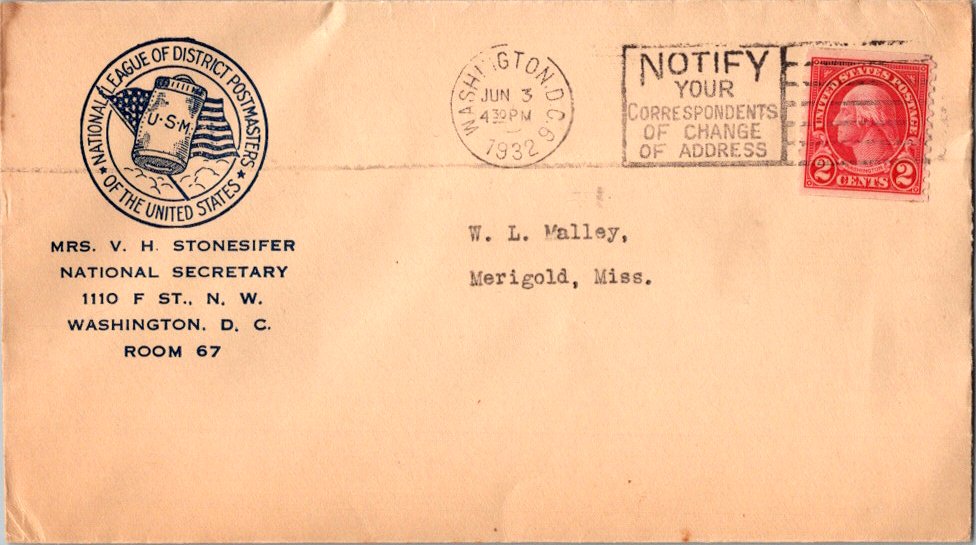 NATIONAL LEAGUE OF DISTRICT POSTMASTERS
★ OF THE UNITED STATES ★
U·S·M
MRS. V. H. STONESIFER
NATIONAL SECRETARY
1110 F ST., N. W.
WASHINGTON, D. C.
ROOM 67
WASHINGTON, D.C. 6
JUN 3
4 30 PM
1932
NOTIFY
YOUR
CORRESPONDENTS
OF CHANGE
OF ADDRESS
UNITED STATES POSTAGE
WASHINGTON
2 CENTS 2
W. L. Malley,
Merigold, Miss.